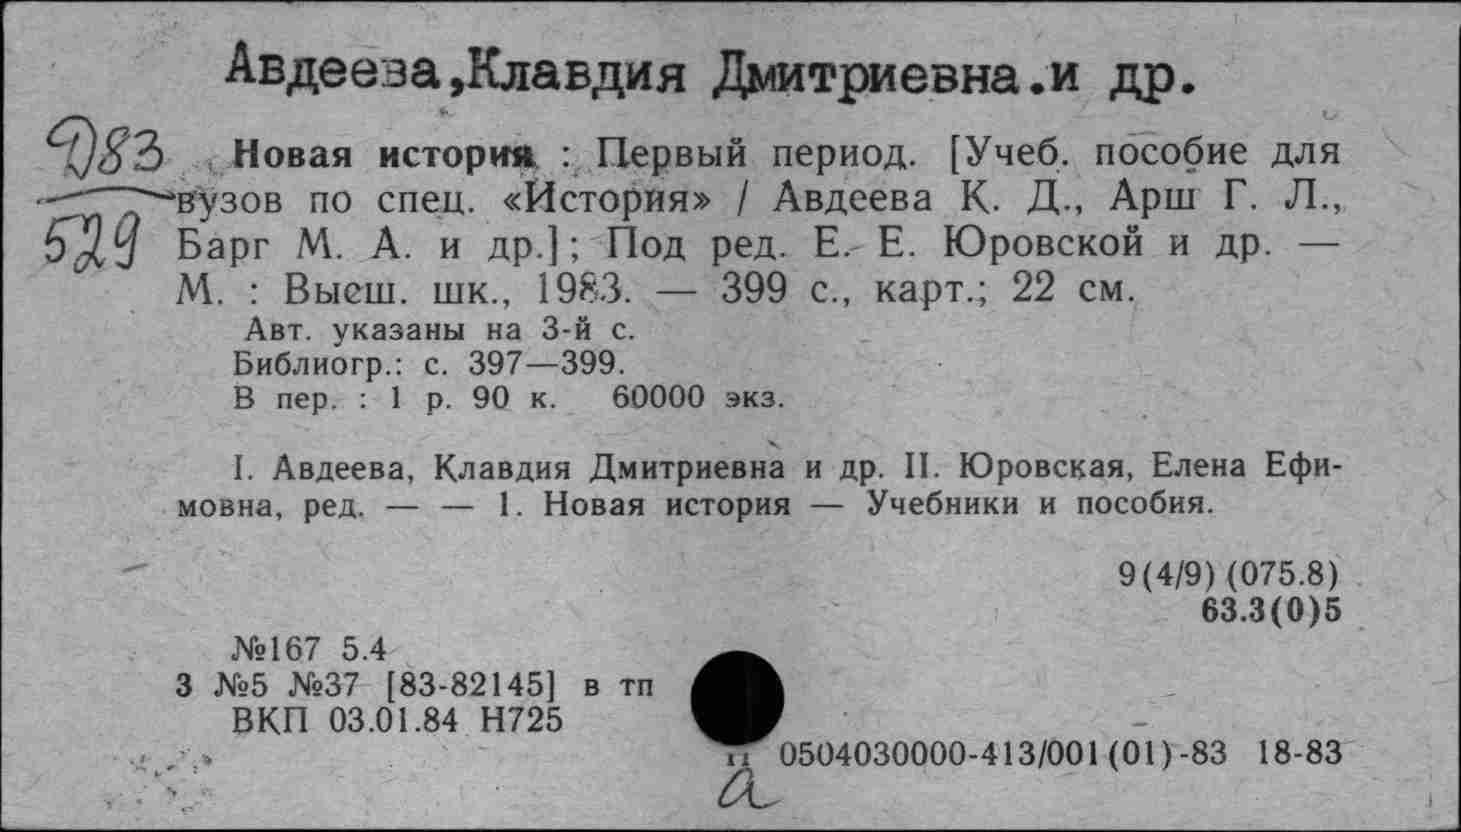 Авдеева,Клавдия Дмитриевна.и др.
Д83
529
Новая история : Первый период. [Учеб. пособие для
вузов по спец. «История» / Авдеева К. Д., Арш Г. Л.,
Барг М. А. и др.]; Под ред. Е. Е. Юровской и др. —
М. : Высш. шк., 1983. — 399 с., карт.; 22 см.
Авт. указаны на 3-й с.
Библиогр.: с. 397—399.
В пер. : 1 р. 90 к. 60000 экз.
I. Авдеева, Клавдия Дмитриевна и др. II. Юровская, Елена Ефи-
мовна, ред. — — 1. Новая история — Учебники и пособия.
9(4/9)(075.8)
63.3(0)5
№167 5.4
3 №5 №37 [83-82145] в тп
ВКП 03.01.84 Н725
0504030000-413/001(01)-83 18-83
а